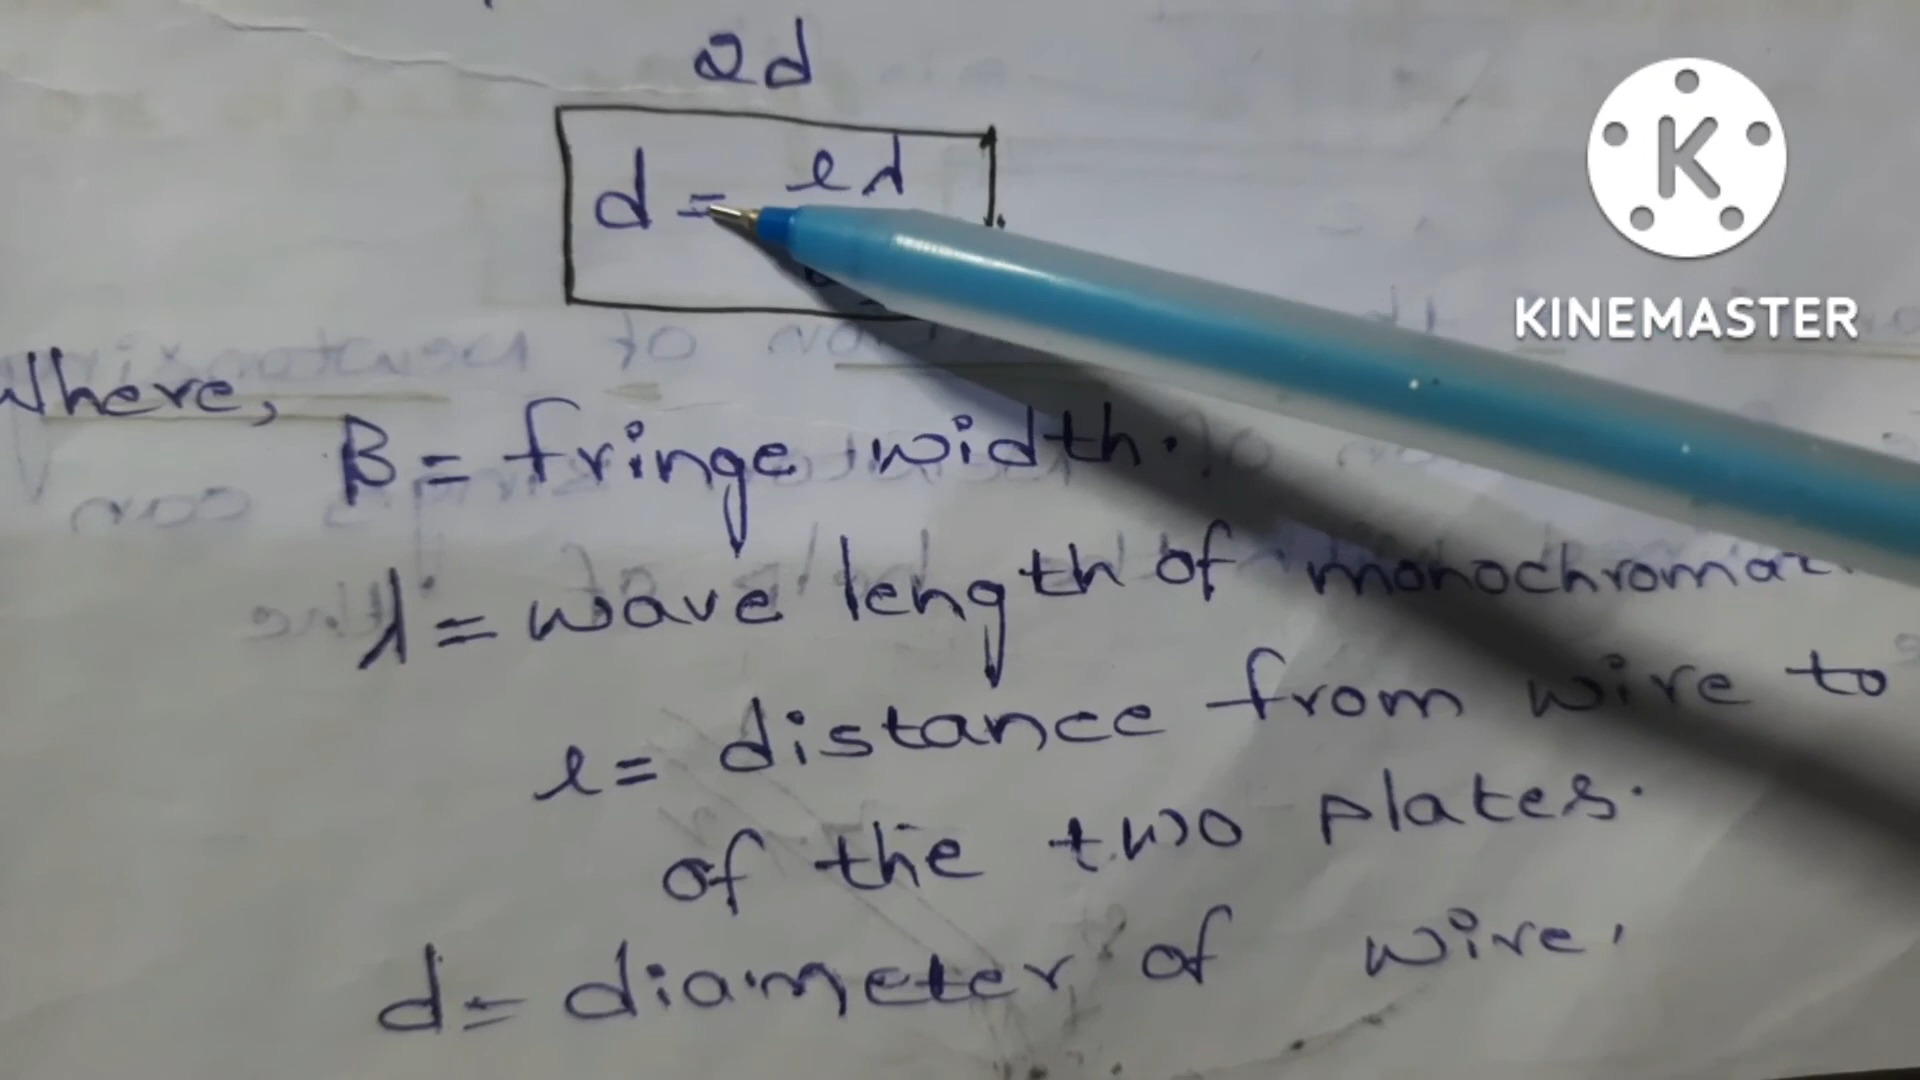 2d
d = lλ
Where,
B = fringe width.
λ = wave length of monochromat
l = distance from wire to
of the two plates.
d = diameter of wire.
K
KINEMASTER